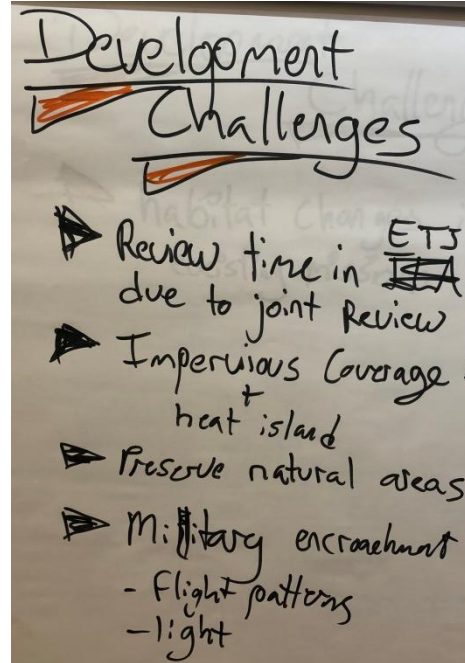 Development
Challenges
Review time in ETJ
due to joint Review
Impervious Coverage
+
heat island
Preserve natural areas
Military encroachment
- Flight patterns
- light